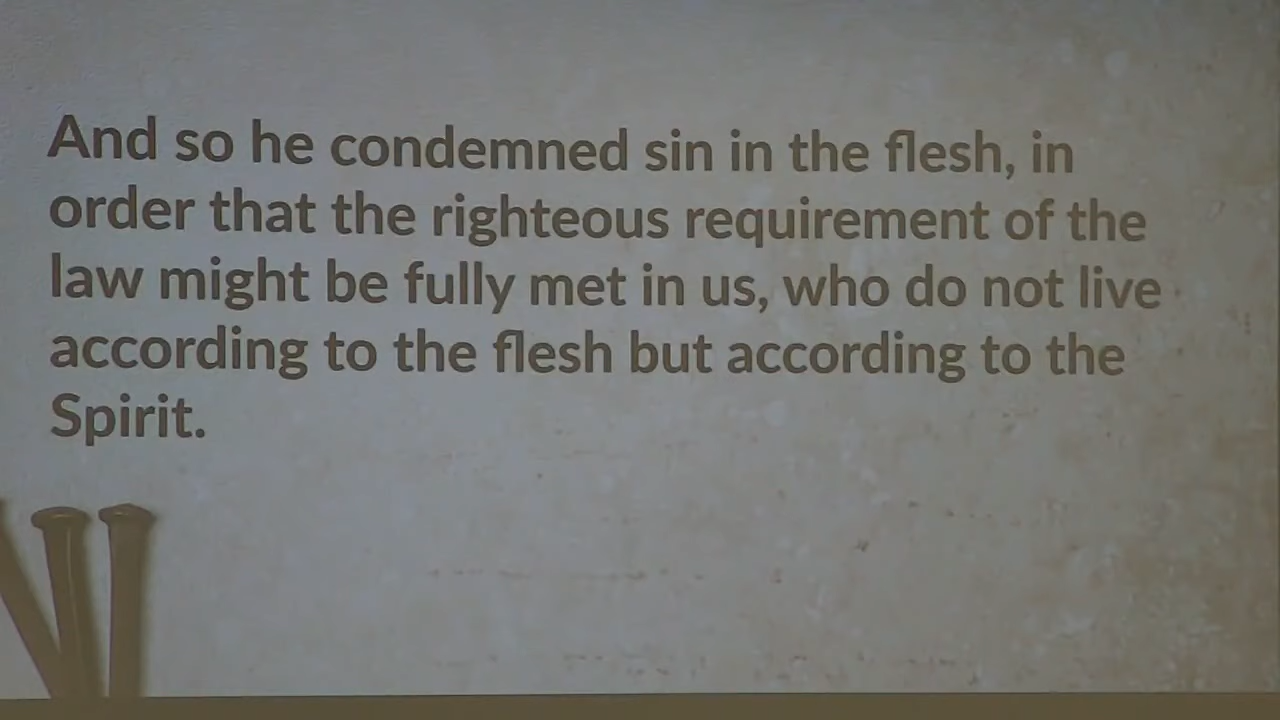 And so he condemned sin in the flesh, in
order that the righteous requirement of the
law might be fully met in us, who do not live
according to the flesh but according to the
Spirit.